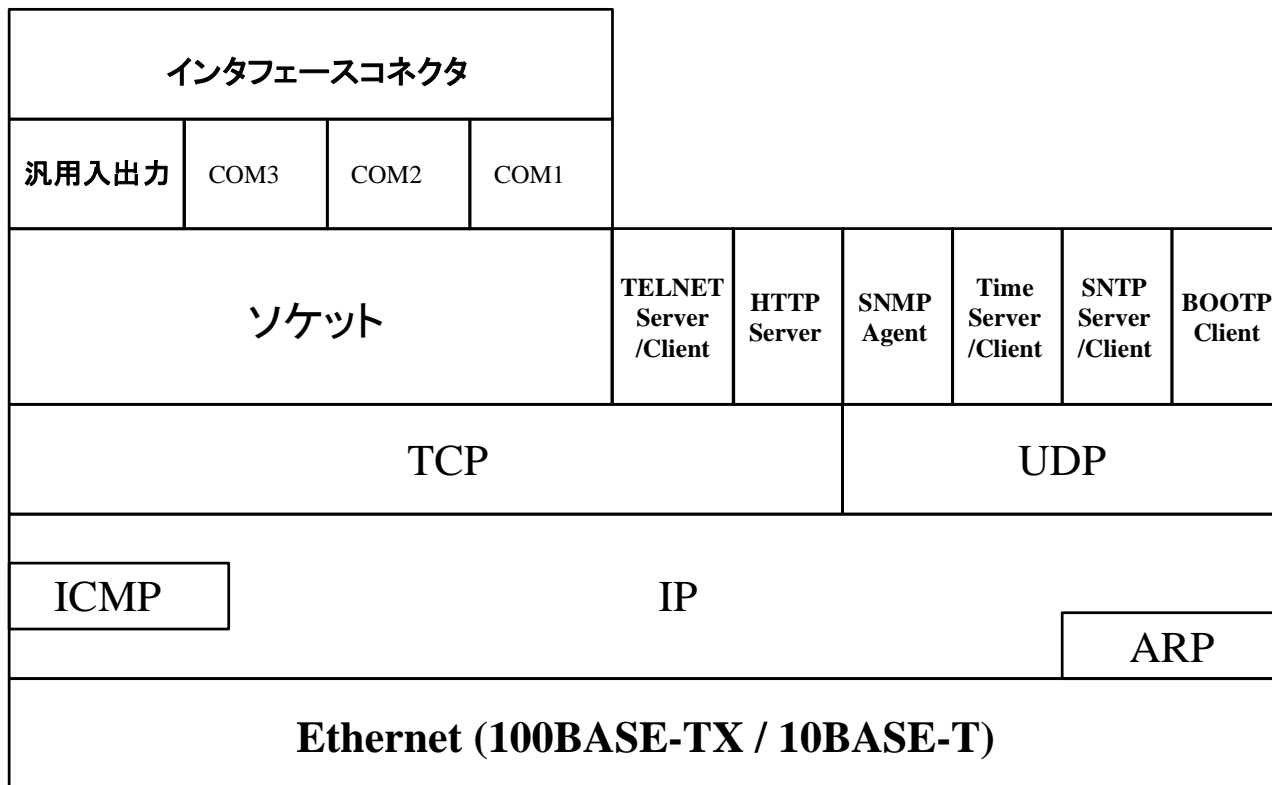 インタフェースコネクタ
汎用入出力
COM3
COM2
COM1
ソケット
TELNET
Server
/Client
HTTP
Server
SNMP
Agent
Time
Server
/Client
SNTP
Server
/Client
BOOTP
Client
TCP
UDP
ICMP
IP
ARP
Ethernet (100BASE-TX / 10BASE-T)